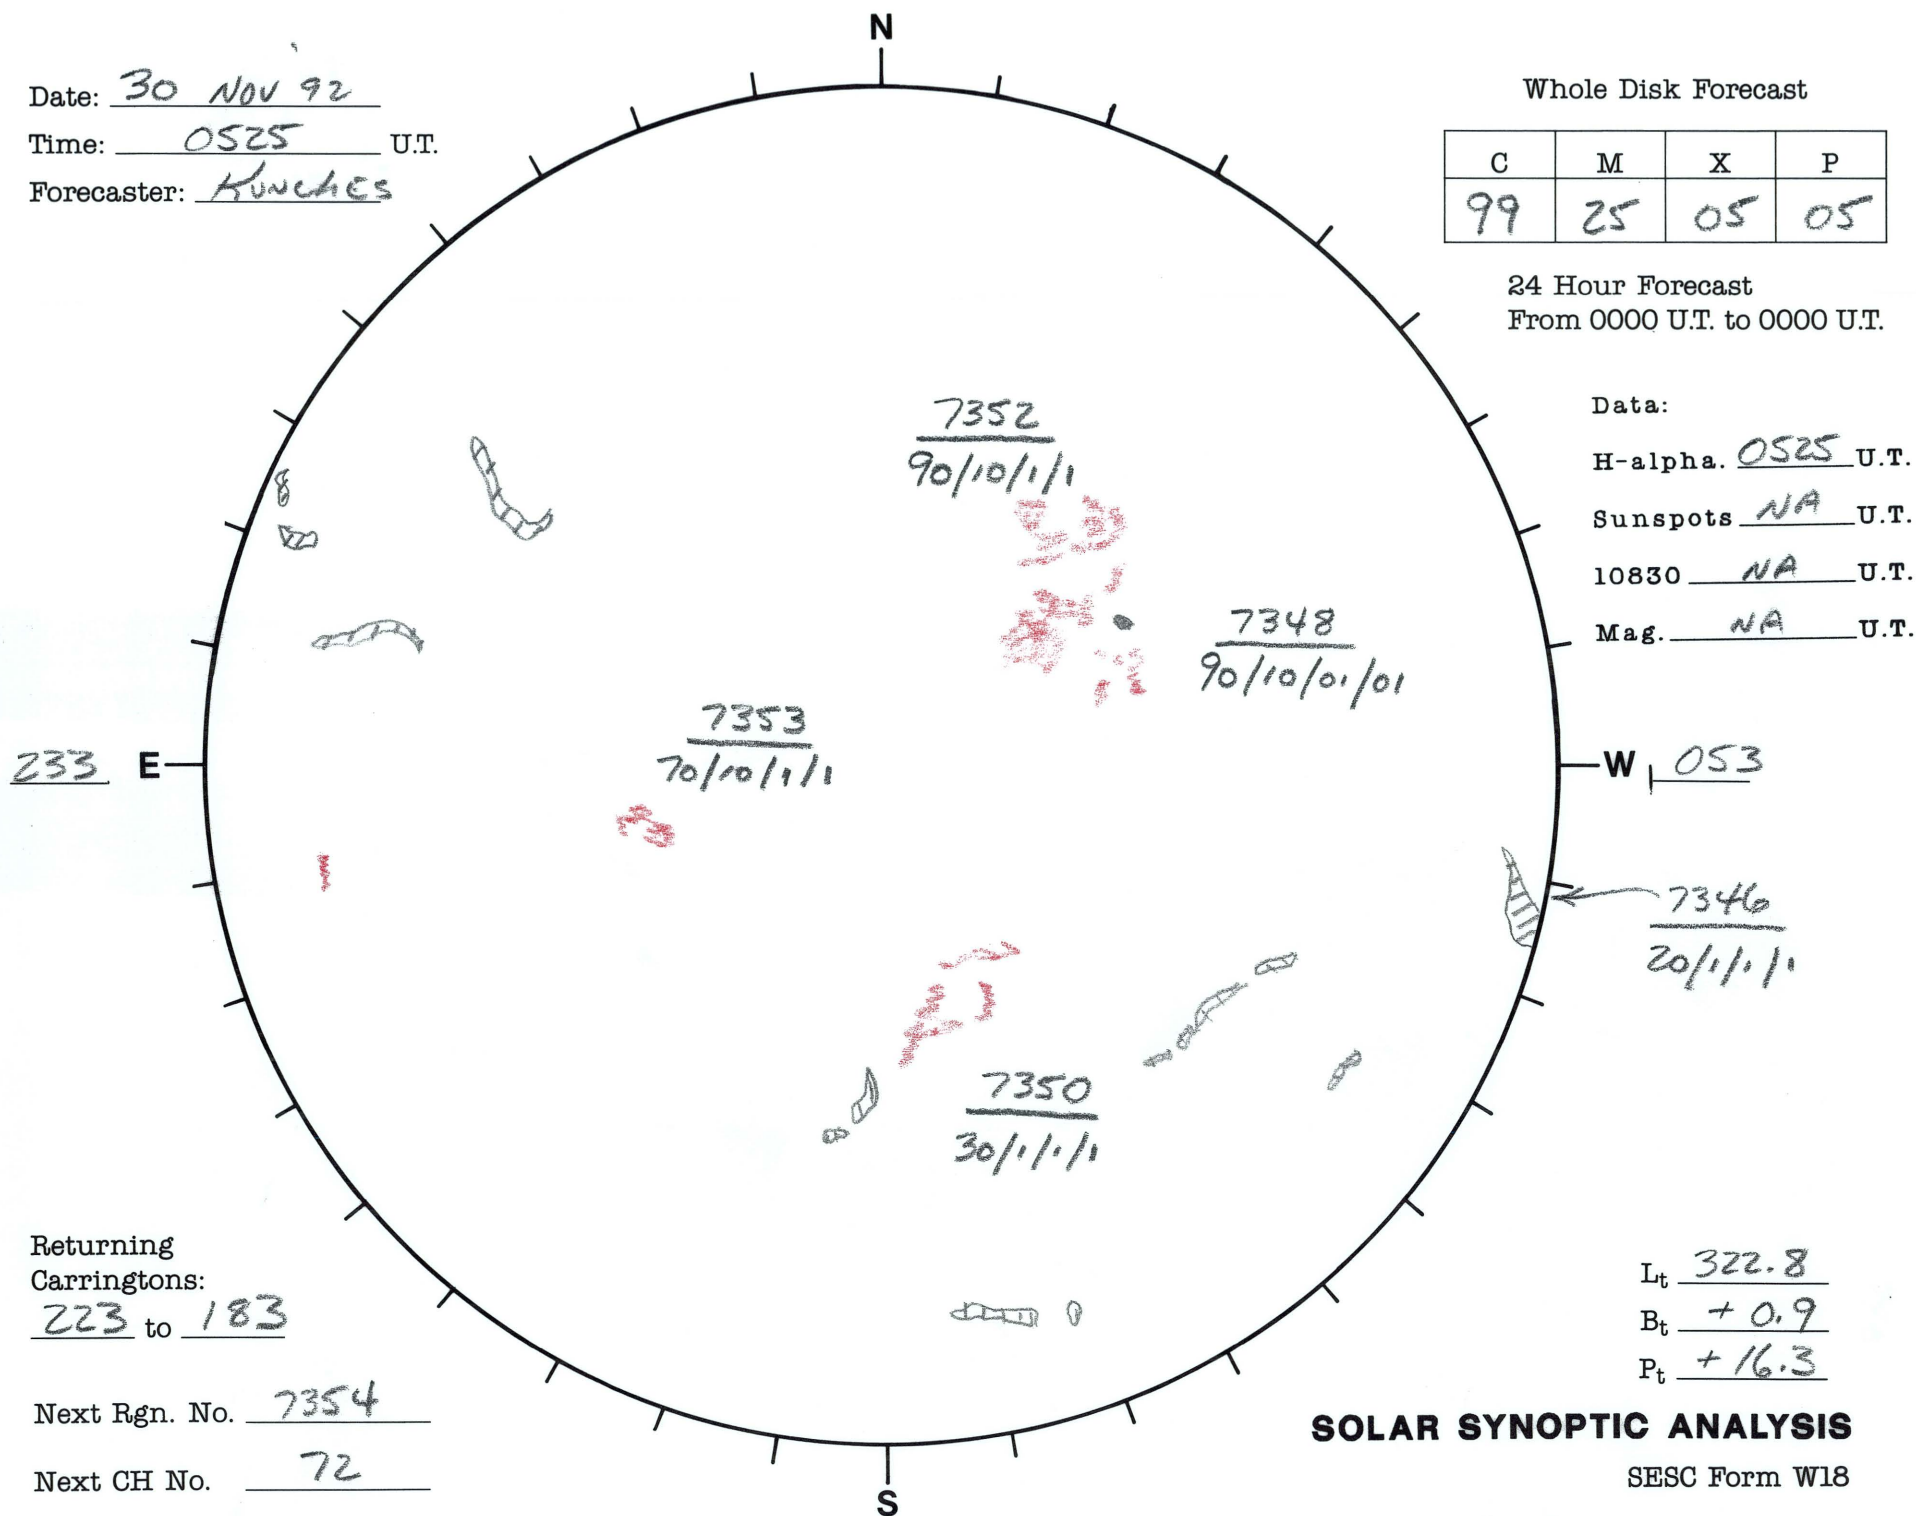 N
Date: 30 NOV 92
Time: 0525 U.T.
Forecaster: KUNCHES
Whole Disk Forecast
C M X P
99 25 05 05
24 Hour Forecast
From 0000 U.T. to 0000 U.T.
Data:
H-alpha. 0525 U.T.
Sunspots NA U.T.
10830 NA U.T.
Mag. NA U.T.
7352
90/10/1/1
7348
90/10/01/01
7353
70/10/1/1
233 E
W 053
7346
20/1/1/1
7350
30/1/1/1
Returning
Carringtons:
223 to 183
Next Rgn. No. 7354
Next CH No. 72
Lt 322.8
Bt + 0.9
Pt + 16.3
SOLAR SYNOPTIC ANALYSIS
SESC Form W18
S